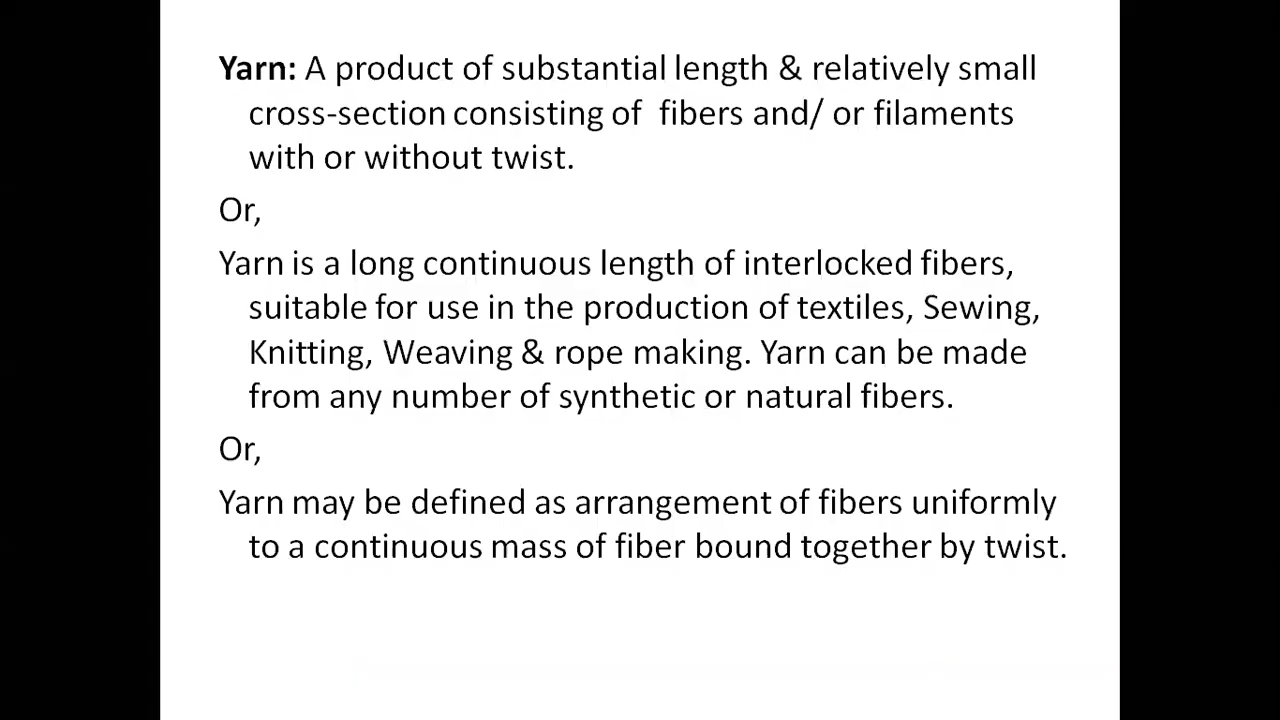 Yarn: A product of substantial length & relatively small
cross-section consisting of fibers and/ or filaments
with or without twist.
Or,
Yarn is a long continuous length of interlocked fibers,
suitable for use in the production of textiles, Sewing,
Knitting, Weaving & rope making. Yarn can be made
from any number of synthetic or natural fibers.
Or,
Yarn may be defined as arrangement of fibers uniformly
to a continuous mass of fiber bound together by twist.